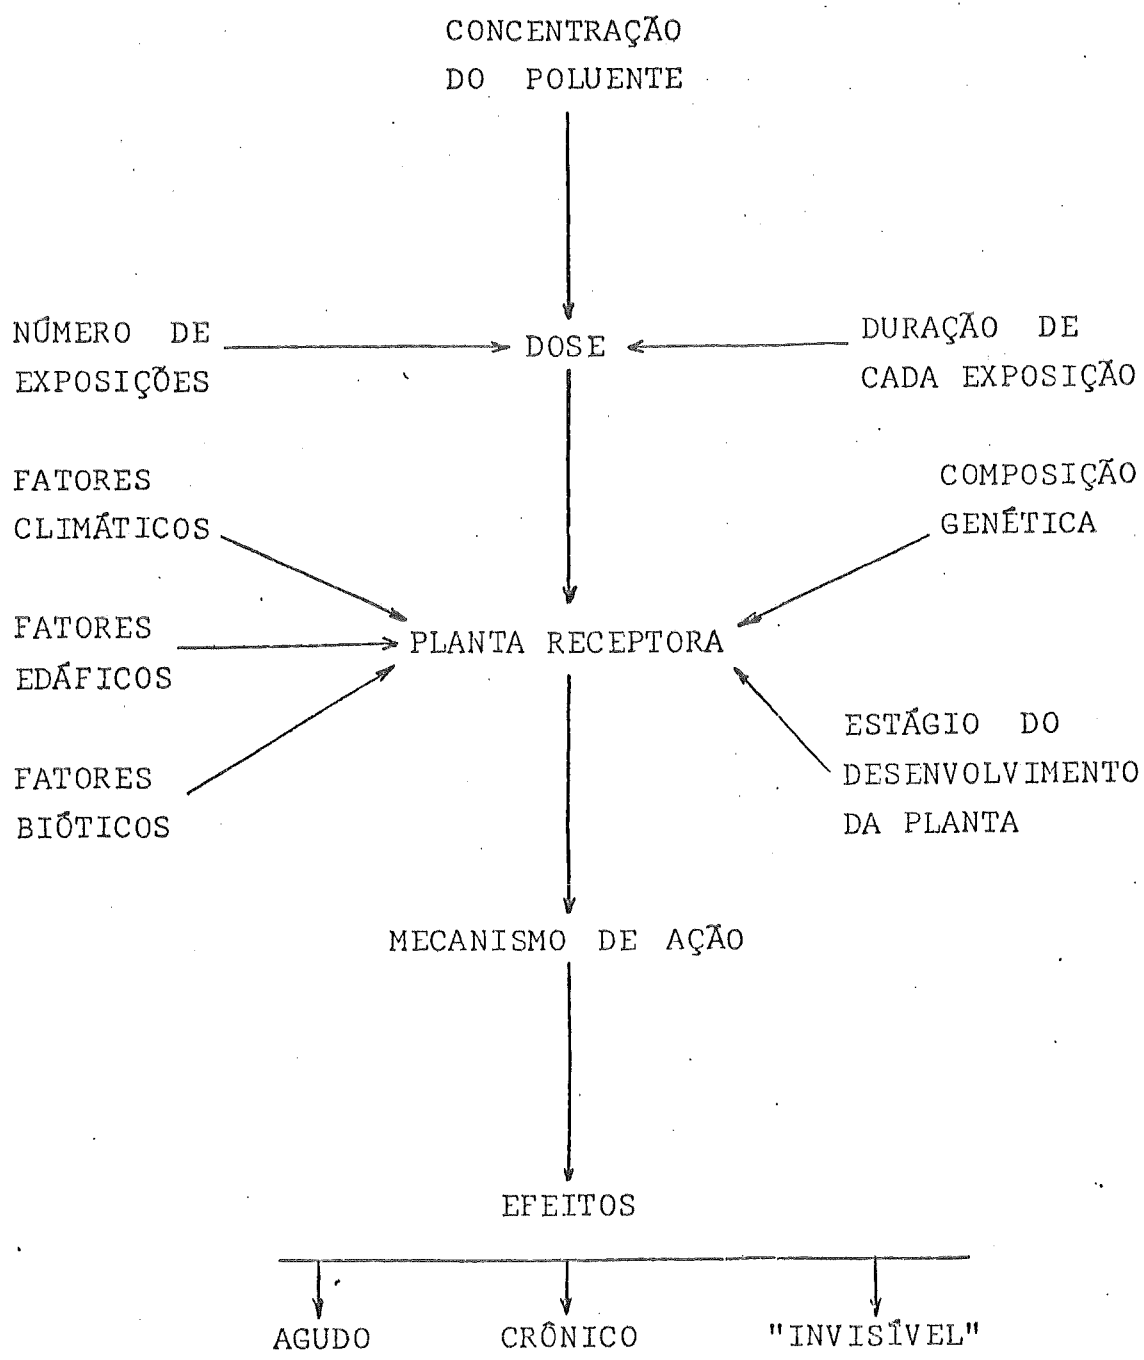 CONCENTRAÇÃO
DO POLUENTE
NÚMERO DE
EXPOSIÇÕES
DOSE
DURAÇÃO DE
CADA EXPOSIÇÃO
FATORES
CLIMÁTICOS
COMPOSIÇÃO
GENÉTICA
FATORES
EDÁFICOS
PLANTA RECEPTORA
FATORES
BIÓTICOS
ESTÁGIO DO
DESENVOLVIMENTO
DA PLANTA
MECANISMO DE AÇÃO
EFEITOS
AGUDO
CRÔNICO
"INVISÍVEL"